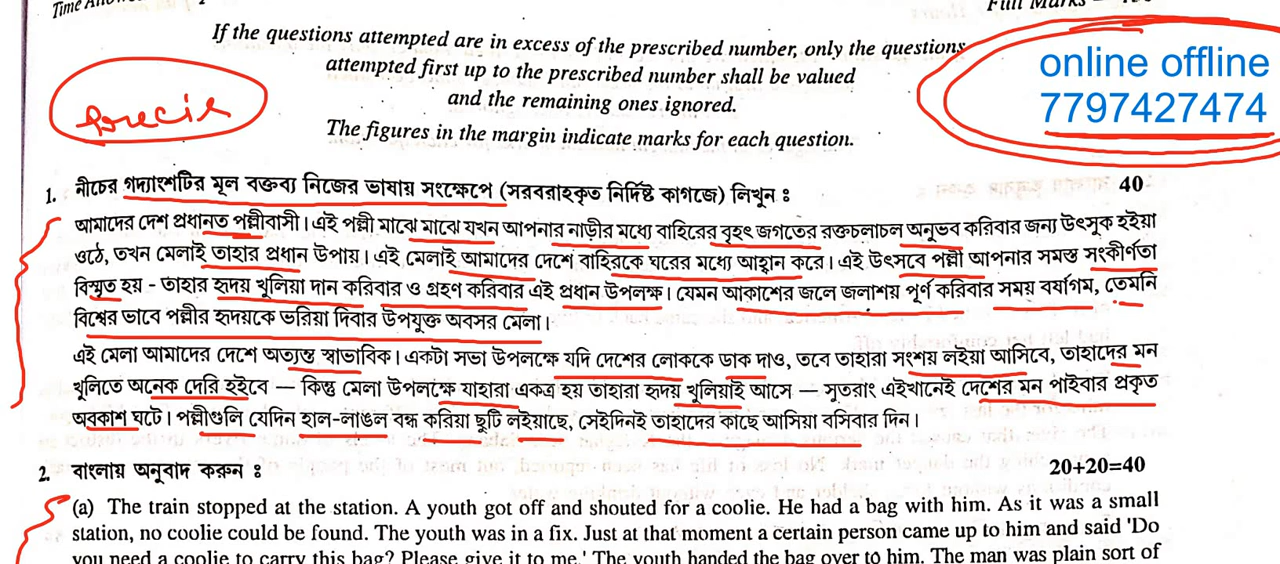 If the questions attempted are in excess of the prescribed number, only the questions
attempted first up to the prescribed number shall be valued
and the remaining ones ignored.
The figures in the margin indicate marks for each question.
Precis
online offline
7797427474
1. নীচের গদ্যাংশটির মূল বক্তব্য নিজের ভাষায় সংক্ষেপে (সরবরাহকৃত নির্দিষ্ট কাগজে) লিখুন ঃ 40
আমাদের দেশ প্রধানত পল্লীবাসী। এই পল্লী মাঝে মাঝে যখন আপনার নাড়ীর মধ্যে বাহিরের বৃহৎ জগতের রক্তচলাচল অনুভব করিবার জন্য উৎসুক হইয়া
ওঠে, তখন মেলাই তাহার প্রধান উপায়। এই মেলাই আমাদের দেশে বাহিরকে ঘরের মধ্যে আহ্বান করে। এই উৎসবে পল্লী আপনার সমস্ত সংকীর্ণতা
বিস্মৃত হয় - তাহার হৃদয় খুলিয়া দান করিবার ও গ্রহণ করিবার এই প্রধান উপলক্ষ। যেমন আকাশের জলে জলাশয় পূর্ণ করিবার সময় বর্ষাগম, তেমনি
বিশ্বের ভাবে পল্লীর হৃদয়কে ভরিয়া দিবার উপযুক্ত অবসর মেলা।
এই মেলা আমাদের দেশে অত্যন্ত স্বাভাবিক। একটা সভা উপলক্ষে যদি দেশের লোককে ডাক দাও, তবে তাহারা সংশয় লইয়া আসিবে, তাহাদের মন
খুলিতে অনেক দেরি হইবে — কিন্তু মেলা উপলক্ষে যাহারা একত্র হয় তাহারা হৃদয় খুলিয়াই আসে — সুতরাং এইখানেই দেশের মন পাইবার প্রকৃত
অবকাশ ঘটে। পল্লীগুলি যেদিন হাল-লাঙল বন্ধ করিয়া ছুটি লইয়াছে, সেইদিনই তাহাদের কাছে আসিয়া বসিবার দিন।
2. বাংলায় অনুবাদ করুন ঃ 20+20=40
(a) The train stopped at the station. A youth got off and shouted for a coolie. He had a bag with him. As it was a small
station, no coolie could be found. The youth was in a fix. Just at that moment a certain person came up to him and said 'Do
you need a coolie to carry this bag? Please give it to me.' The youth handed the bag over to him. The man was plain sort of